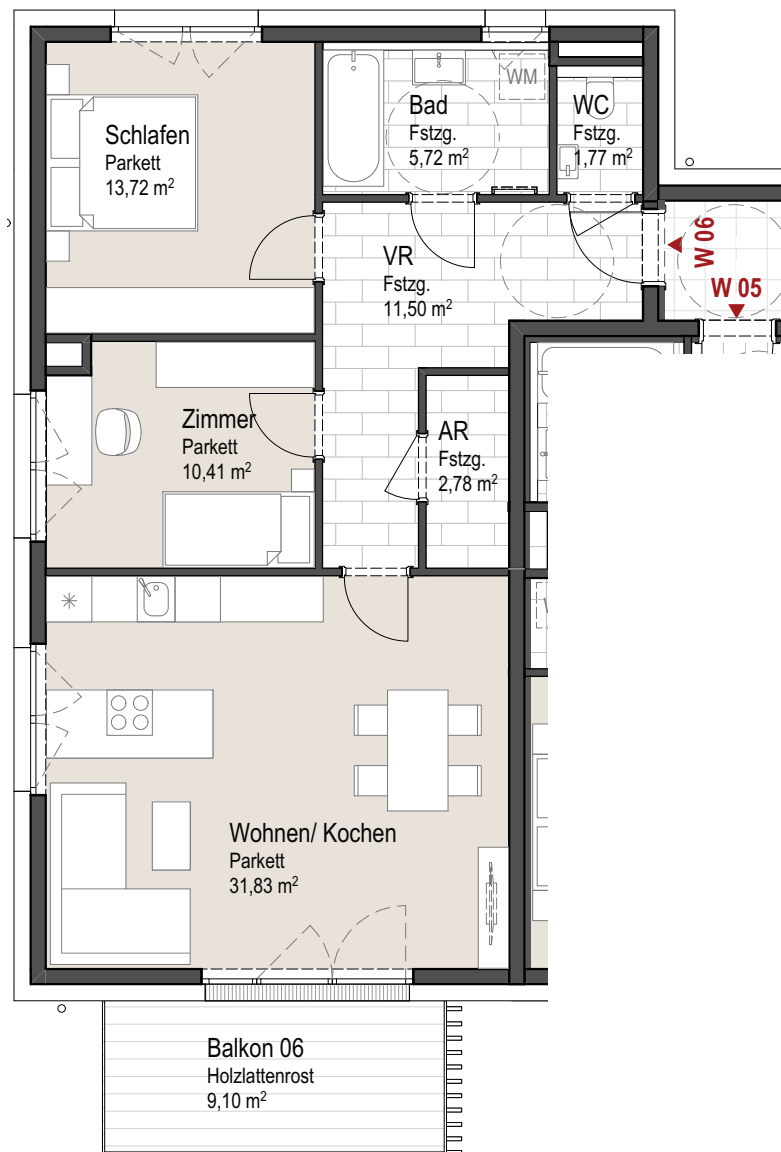 Schlafen
Parkett
13,72 m²
Bad
Fstzg.
5,72 m²
WM
WC
Fstzg.
1,77 m²
VR
Fstzg.
11,50 m²
W 06
W 05
Zimmer
Parkett
10,41 m²
AR
Fstzg.
2,78 m²
Wohnen/ Kochen
Parkett
31,83 m²
Balkon 06
Holzlattenrost
9,10 m²